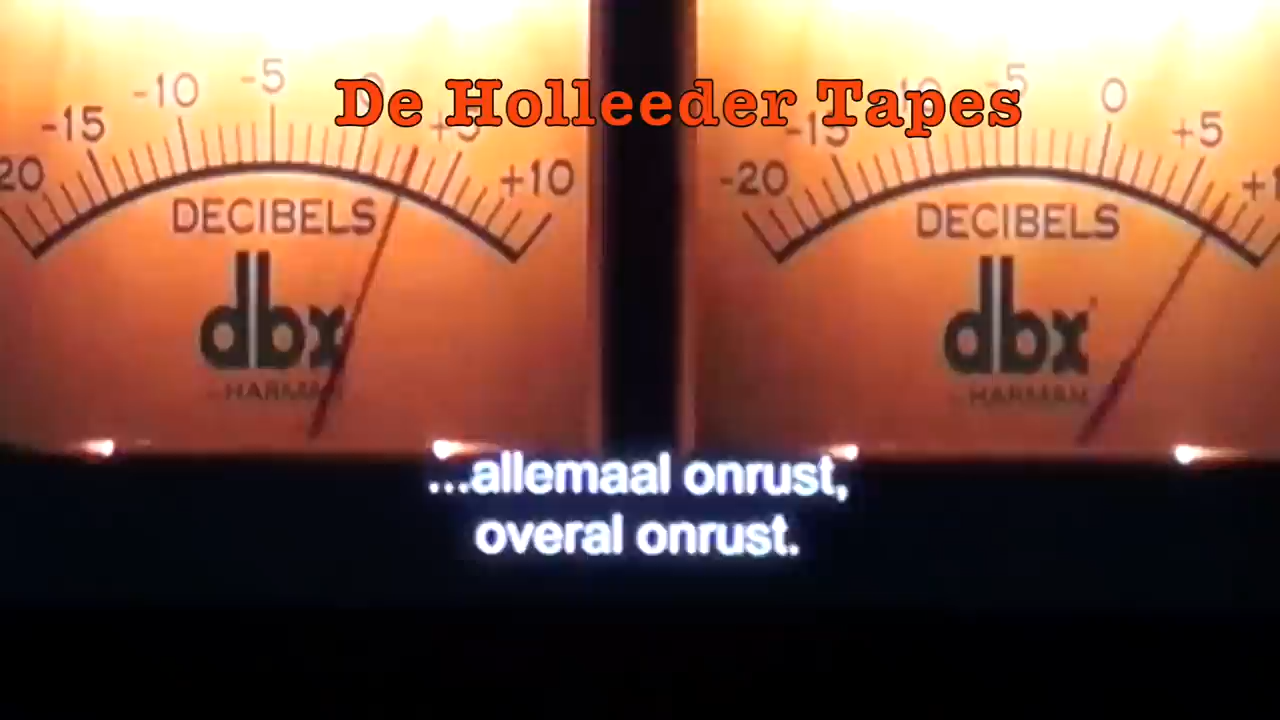 De Holleeder Tapes
-10 -5 0
-15 +5
20 +10
DECIBELS
dbx
HARMAN
-10 -5 0
-15 +5
-20 +1
DECIBELS
dbx
HARMAN
...allemaal onrust,
overal onrust.